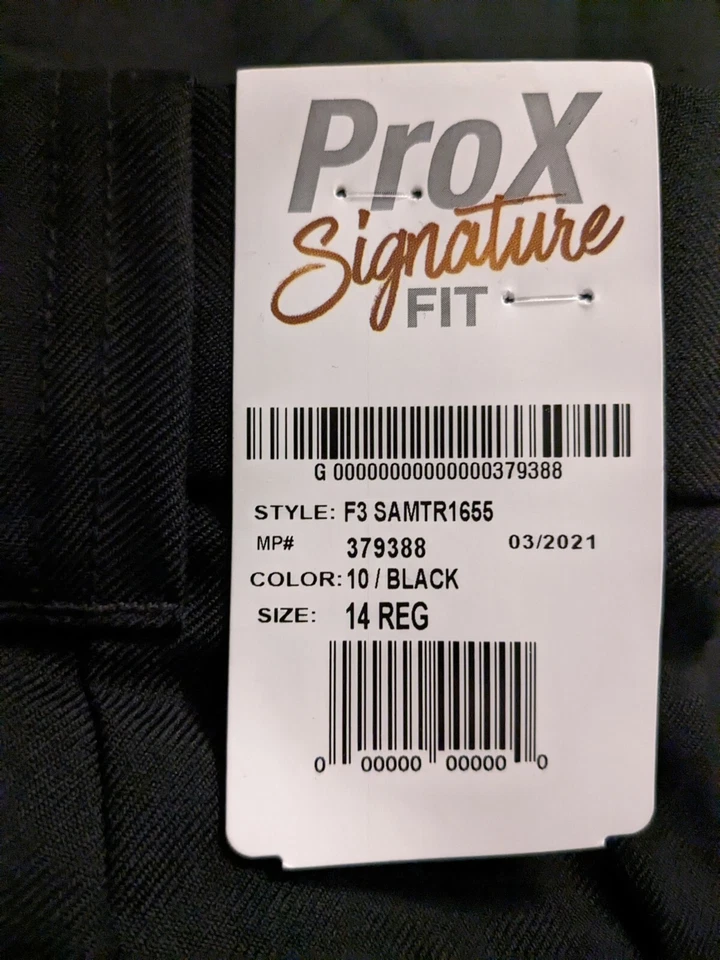 ProX
Signature
FIT
G 00000000000000379388
STYLE: F3 SAMTR1655
MP# 379388 03/2021
COLOR: 10 / BLACK
SIZE: 14 REG
0 00000 00000 0